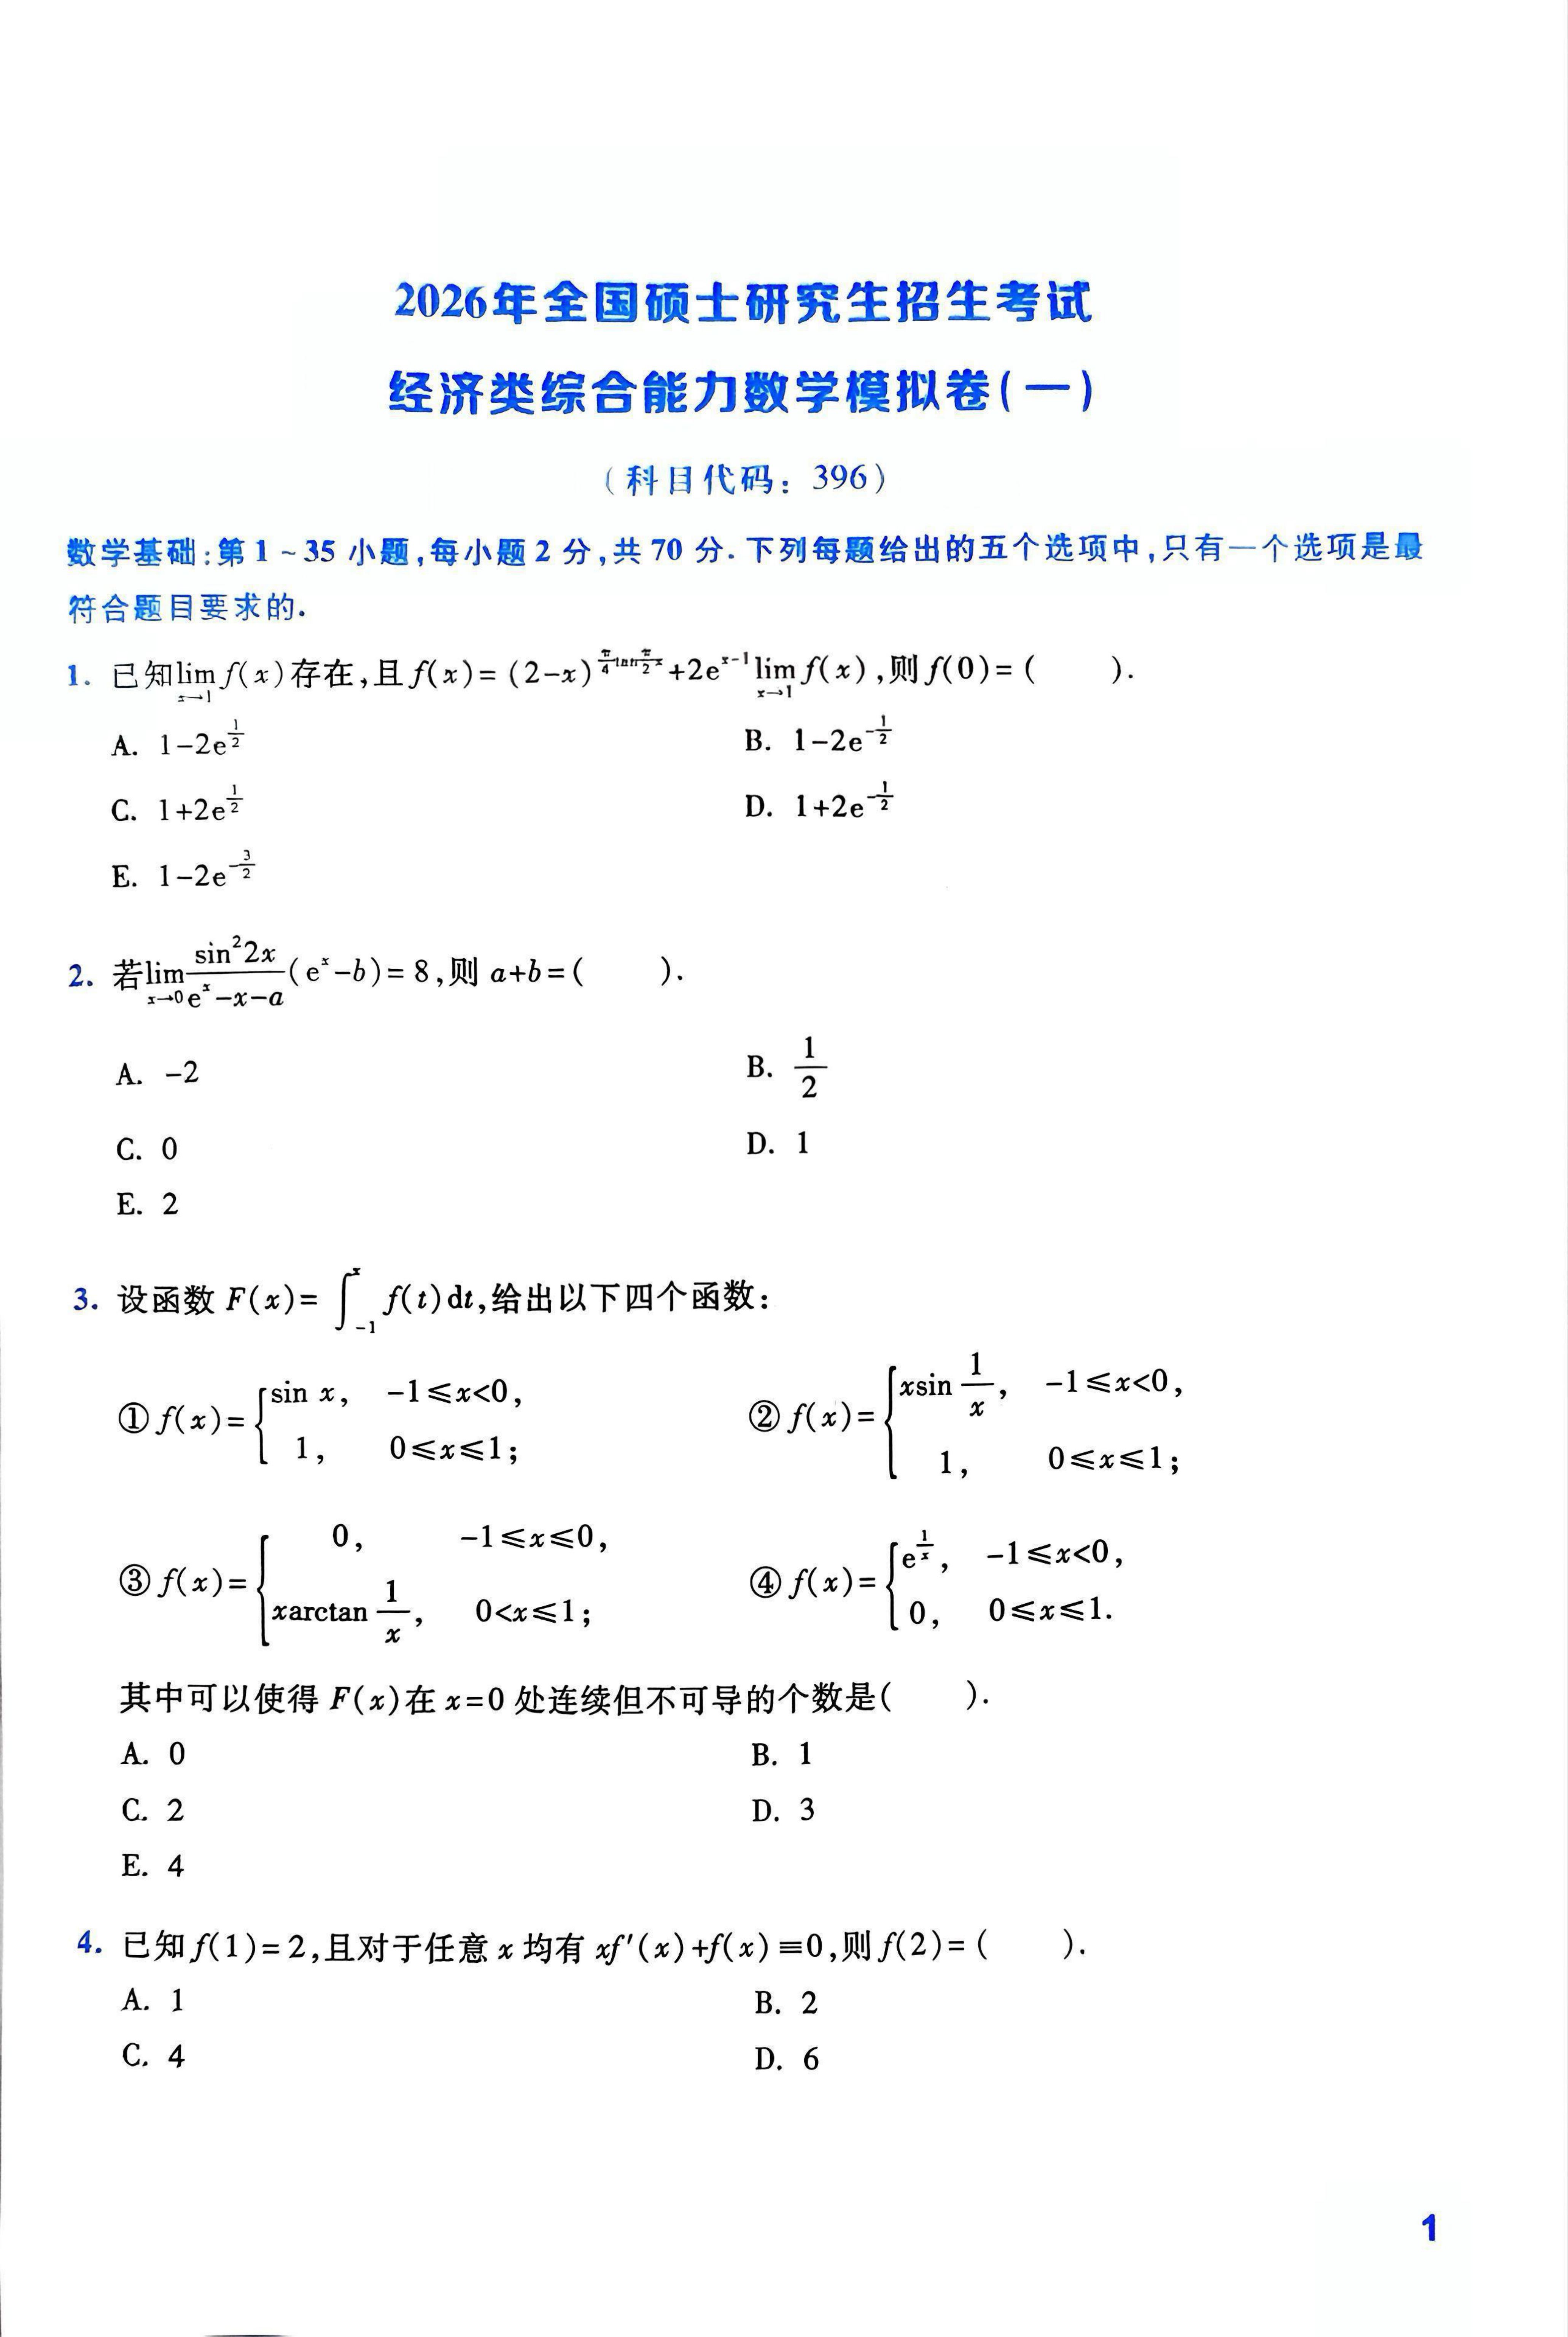 2026年全国硕士研究生招生考试
经济类综合能力数学模拟卷(一)
(科目代码：396)
数学基础:第1~35小题,每小题2分,共70分.下列每题给出的五个选项中,只有一个选项是最
符合题目要求的.
1. 已知lim_{x→1} f(x)存在,且f(x)=(2-x)^{π/4 tan π/2 x}+2e^{x-1}lim_{x→1} f(x),则f(0)=(    ).
A. 1-2e^{1/2}    B. 1-2e^{-1/2}
C. 1+2e^{1/2}    D. 1+2e^{-1/2}
E. 1-2e^{-3/2}
2. 若lim_{x→0} sin²2x/(e^x-x-a) (e^x-b)=8,则a+b=(    ).
A. -2    B. 1/2
C. 0    D. 1
E. 2
3. 设函数F(x)=∫_{-1}^{x} f(t)dt,给出以下四个函数:
①f(x)={sin x, -1≤x<0, 1, 0≤x≤1;    ②f(x)={xsin 1/x, -1≤x<0, 1, 0≤x≤1;
③f(x)={0, -1≤x≤0, xarctan 1/x, 0<x≤1;    ④f(x)={e^{1/x}, -1≤x<0, 0, 0≤x≤1.
其中可以使得F(x)在x=0处连续但不可导的个数是(    ).
A. 0    B. 1
C. 2    D. 3
E. 4
4. 已知f(1)=2,且对于任意x均有xf′(x)+f(x)≡0,则f(2)=(    ).
A. 1    B. 2
C. 4    D. 6
1